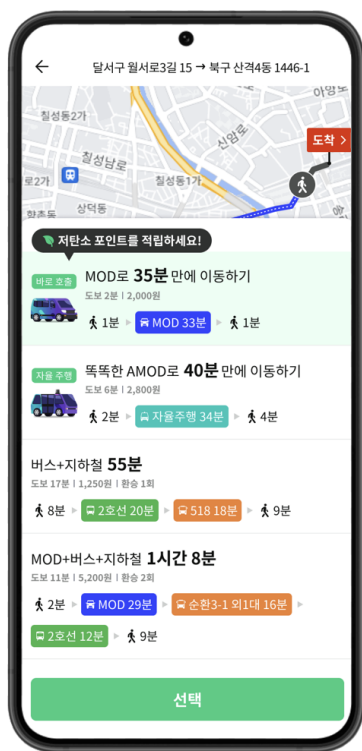 달서구 월서로3길 15 → 북구 산격4동 1446-1
아양로
칠성동2가
신암로
도착 >
칠성남로
로2가
칠성동1가
상덕동
향촌동
저탄소 포인트를 적립하세요!
바로 호출
MOD로 35분 만에 이동하기
도보 2분 | 2,000원
1분 MOD 33분 1분
자율 주행
똑똑한 AMOD로 40분 만에 이동하기
도보 6분 | 2,800원
2분 자율주행 34분 4분
버스+지하철 55분
도보 17분 | 1,250원 | 환승 1회
8분 2호선 20분 518 18분 9분
MOD+버스+지하철 1시간 8분
도보 11분 | 5,200원 | 환승 2회
2분 MOD 29분 순환3-1 외1대 16분
2호선 12분 9분
선택